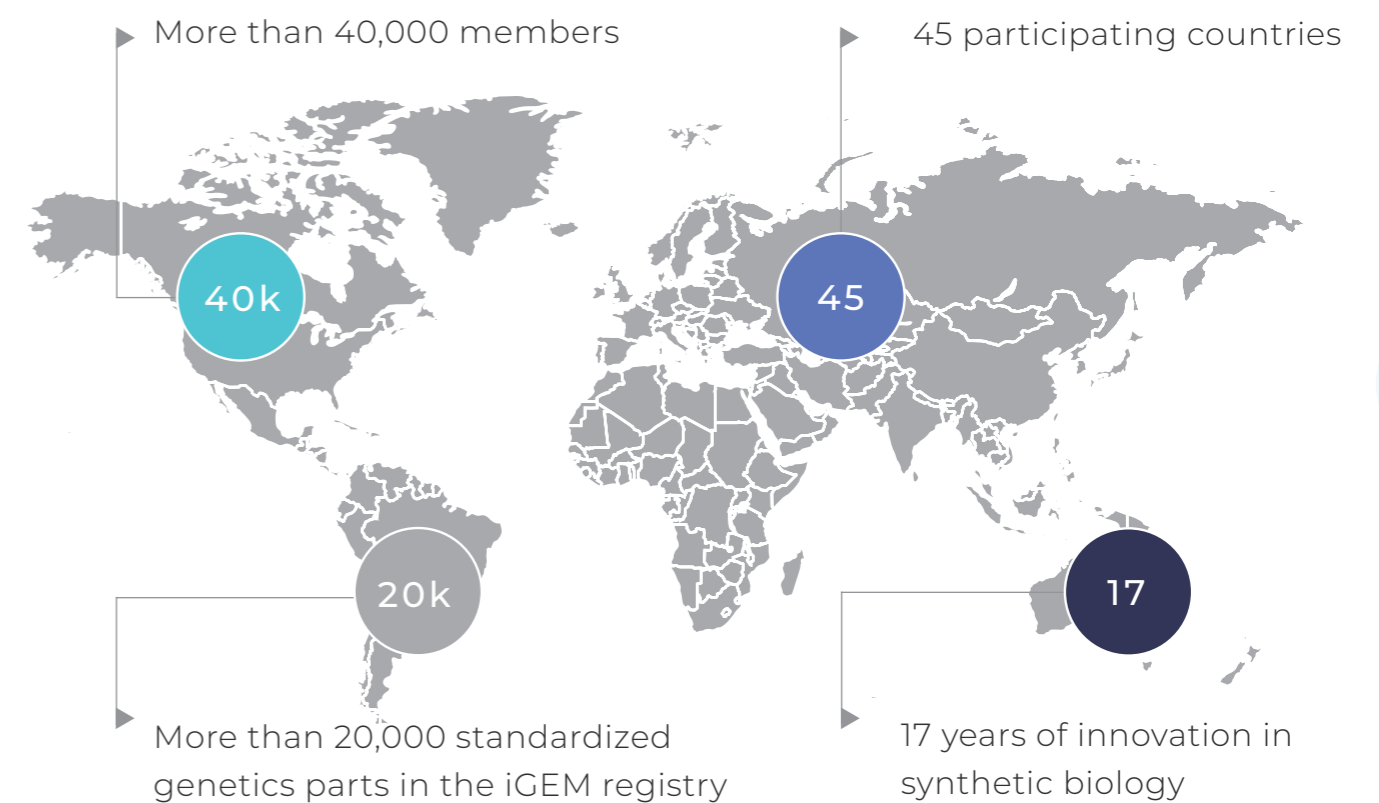 More than 40,000 members
45 participating countries
40k
45
20k
17
More than 20,000 standardized
genetics parts in the iGEM registry
17 years of innovation in
synthetic biology